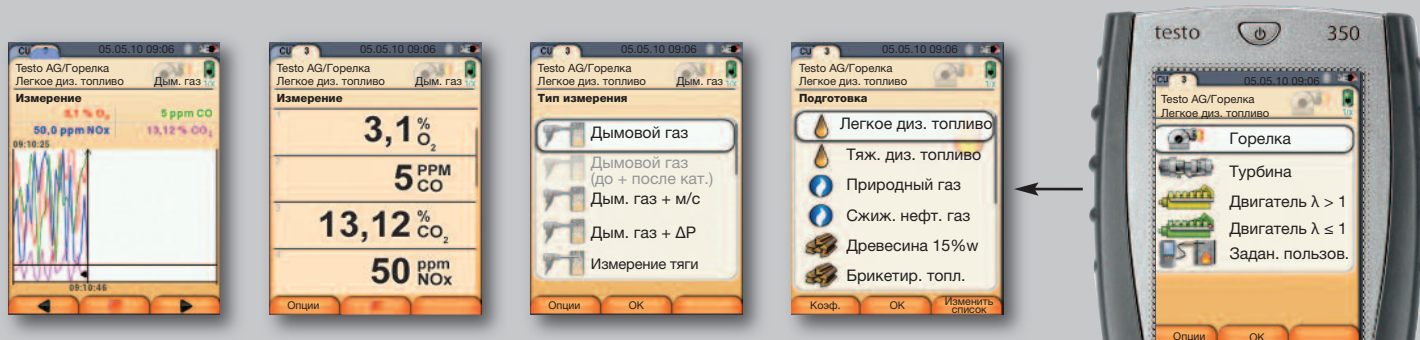 CU 3 05.05.10 09:06
Testo AG/Горелка
Легкое диз. топливо Дым. газ 1/x
Измерение
3,1 % O₂ 5 ppm CO
50,0 ppm NOx 13,12 % CO₂
09:10:25
09:10:46
CU 3 05.05.10 09:06
Testo AG/Горелка
Легкое диз. топливо Дым. газ 1/x
Измерение
3,1 % O₂
5 PPM CO
13,12 % CO₂
50 ppm NOx
Опции
CU 3 05.05.10 09:06
Testo AG/Горелка
Легкое диз. топливо Дым. газ 1/x
Тип измерения
Дымовой газ
Дымовой газ
(до + после кат.)
Дым. газ + м/с
Дым. газ + ΔP
Измерение тяги
Опции OK
CU 3 05.05.10 09:06
Testo AG/Горелка
Легкое диз. топливо 1/x
Подготовка
Легкое диз. топливо
Тяж. диз. топливо
Природный газ
Сжиж. нефт. газ
Древесина 15%w
Брикетир. топл.
Коэф. OK Изменить
список
testo 350
CU 3 05.05.10 09:06
Testo AG/Горелка
Легкое диз. топливо 1/x
Горелка
Турбина
Двигатель λ > 1
Двигатель λ ≤ 1
Задан. пользов.
Опции OK